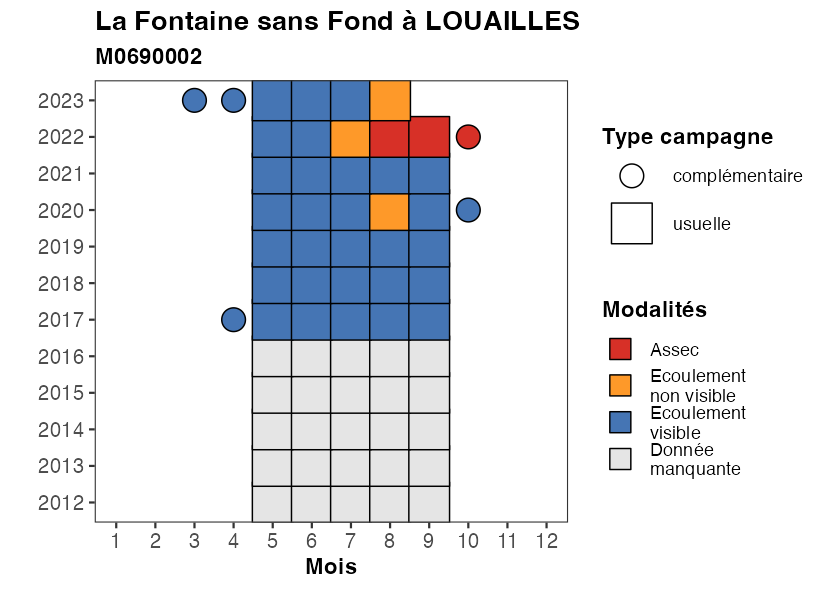 La Fontaine sans Fond à LOUAILLES
M0690002
2023
2022
2021
2020
2019
2018
2017
2016
2015
2014
2013
2012
1 2 3 4 5 6 7 8 9 10 11 12
Mois
Type campagne
complémentaire
usuelle
Modalités
Assec
Ecoulement
non visible
Ecoulement
visible
Donnée
manquante